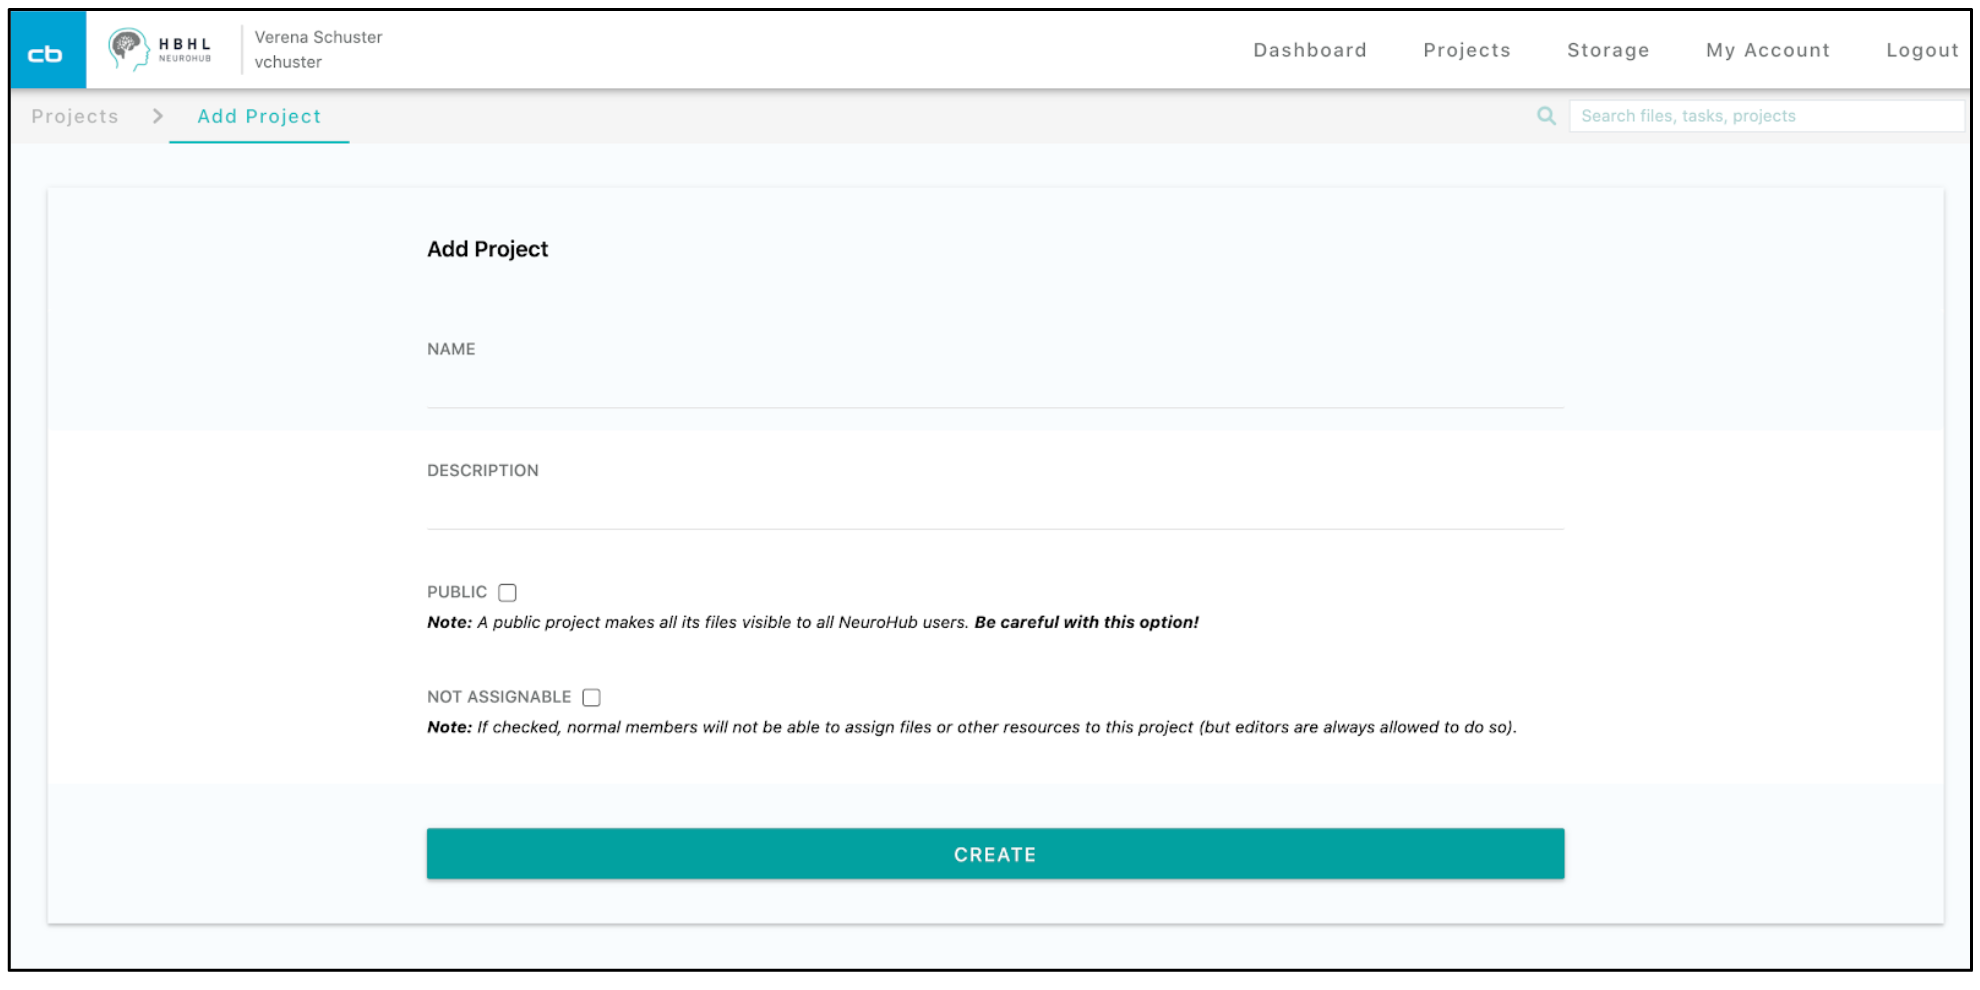 cb
HBHL
NEUROHUB
Verena Schuster
vchuster
Dashboard Projects Storage My Account Logout
Projects > Add Project
Search files, tasks, projects
Add Project
NAME
DESCRIPTION
PUBLIC
Note: A public project makes all its files visible to all NeuroHub users. Be careful with this option!
NOT ASSIGNABLE
Note: If checked, normal members will not be able to assign files or other resources to this project (but editors are always allowed to do so).
CREATE